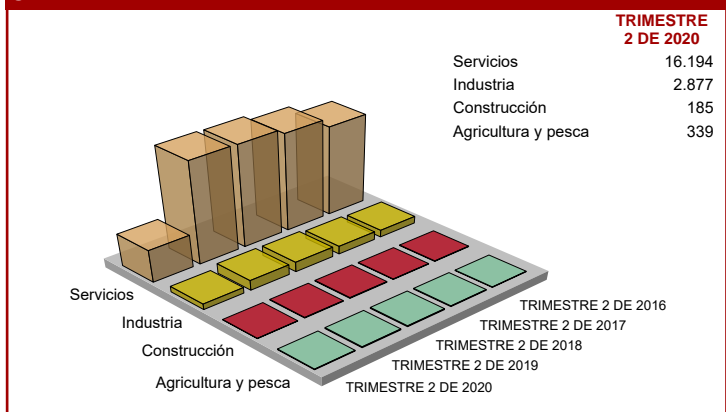 TRIMESTRE
2 DE 2020
Servicios 16.194
Industria 2.877
Construcción 185
Agricultura y pesca 339
Servicios
Industria
Construcción
Agricultura y pesca
TRIMESTRE 2 DE 2016
TRIMESTRE 2 DE 2017
TRIMESTRE 2 DE 2018
TRIMESTRE 2 DE 2019
TRIMESTRE 2 DE 2020